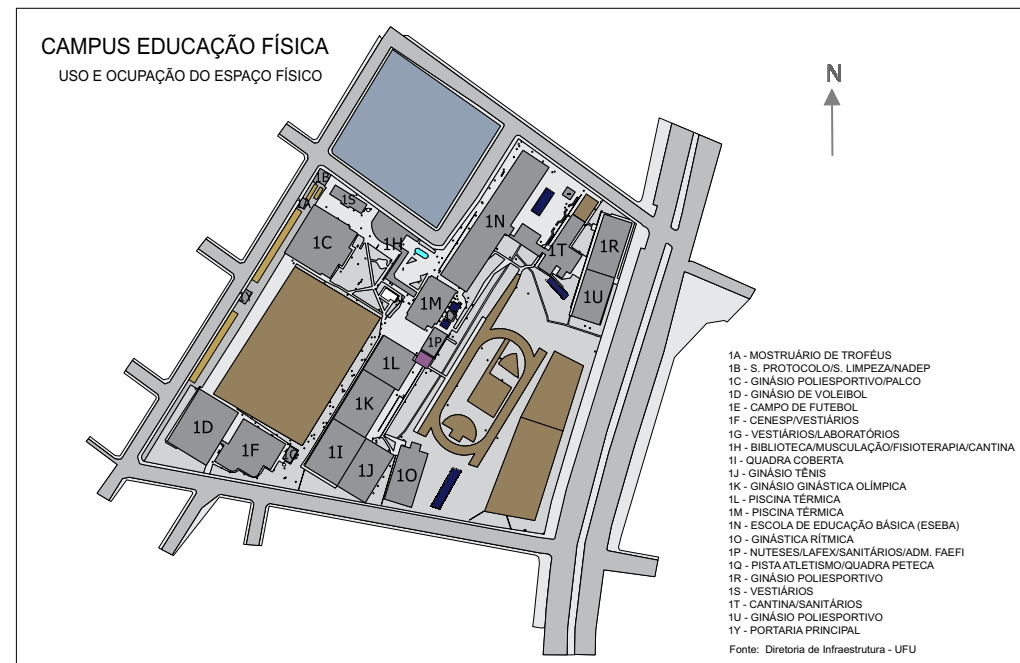 CAMPUS EDUCAÇÃO FÍSICA
USO E OCUPAÇÃO DO ESPAÇO FÍSICO
N
1B
1A
1S
1C
1H
1N
1T
1R
1U
1Y
1M
1P
1L
1K
1D
1F
1G
1I
1J
1O
1A - MOSTRUÁRIO DE TROFÉUS
1B - S. PROTOCOLO/S. LIMPEZA/NADEP
1C - GINÁSIO POLIESPORTIVO/PALCO
1D - GINÁSIO DE VOLEIBOL
1E - CAMPO DE FUTEBOL
1F - CENESP/VESTIÁRIOS
1G - VESTIÁRIOS/LABORATÓRIOS
1H - BIBLIOTECA/MUSCULAÇÃO/FISIOTERAPIA/CANTINA
1I - QUADRA COBERTA
1J - GINÁSIO TÊNIS
1K - GINÁSIO GINÁSTICA OLÍMPICA
1L - PISCINA TÉRMICA
1M - PISCINA TÉRMICA
1N - ESCOLA DE EDUCAÇÃO BÁSICA (ESEBA)
1O - GINÁSTICA RÍTMICA
1P - NUTESES/LAFEX/SANITÁRIOS/ADM. FAEFI
1Q - PISTA ATLETISMO/QUADRA PETECA
1R - GINÁSIO POLIESPORTIVO
1S - VESTIÁRIOS
1T - CANTINA/SANITÁRIOS
1U - GINÁSIO POLIESPORTIVO
1Y - PORTARIA PRINCIPAL
Fonte: Diretoria de Infraestrutura - UFU